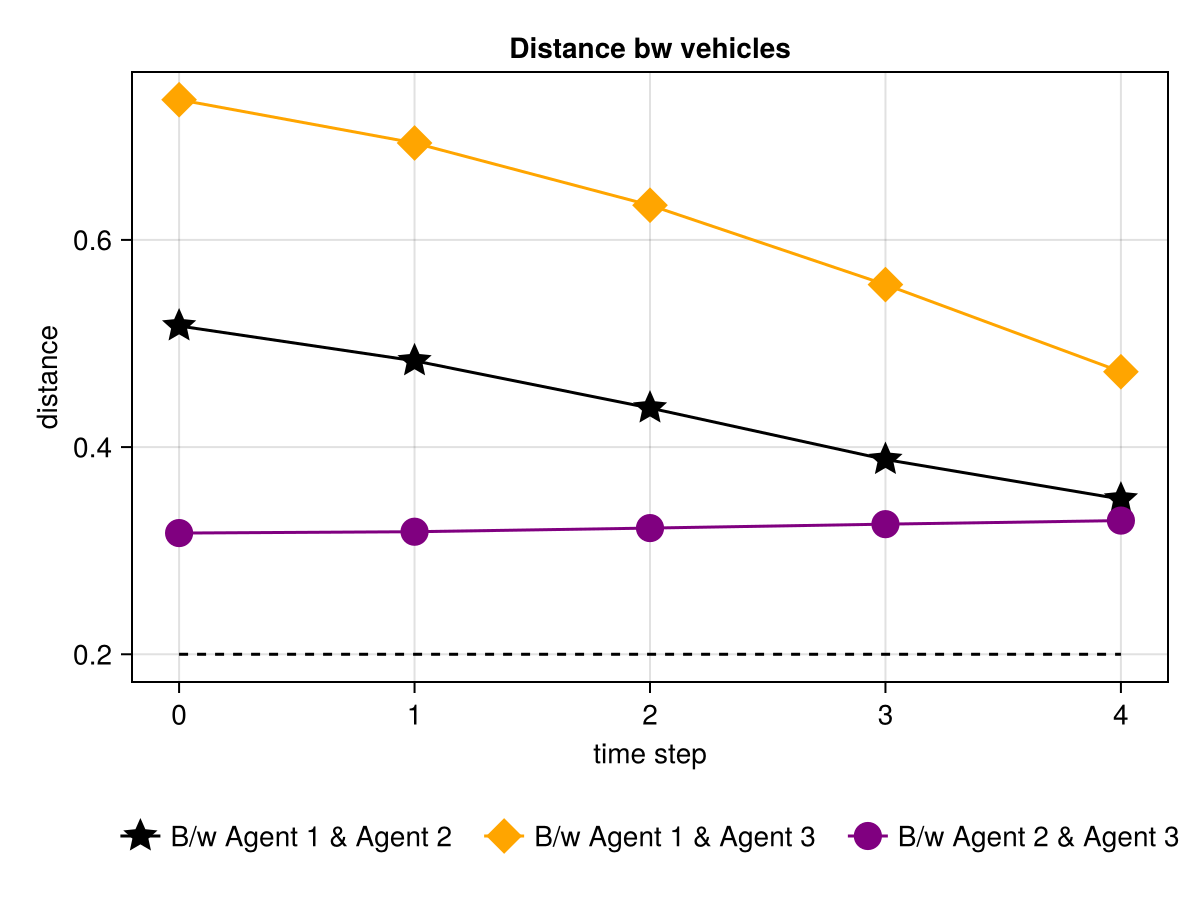 Distance bw vehicles
0.6
0.4
0.2
distance
0 1 2 3 4
time step
B/w Agent 1 & Agent 2 B/w Agent 1 & Agent 3 B/w Agent 2 & Agent 3